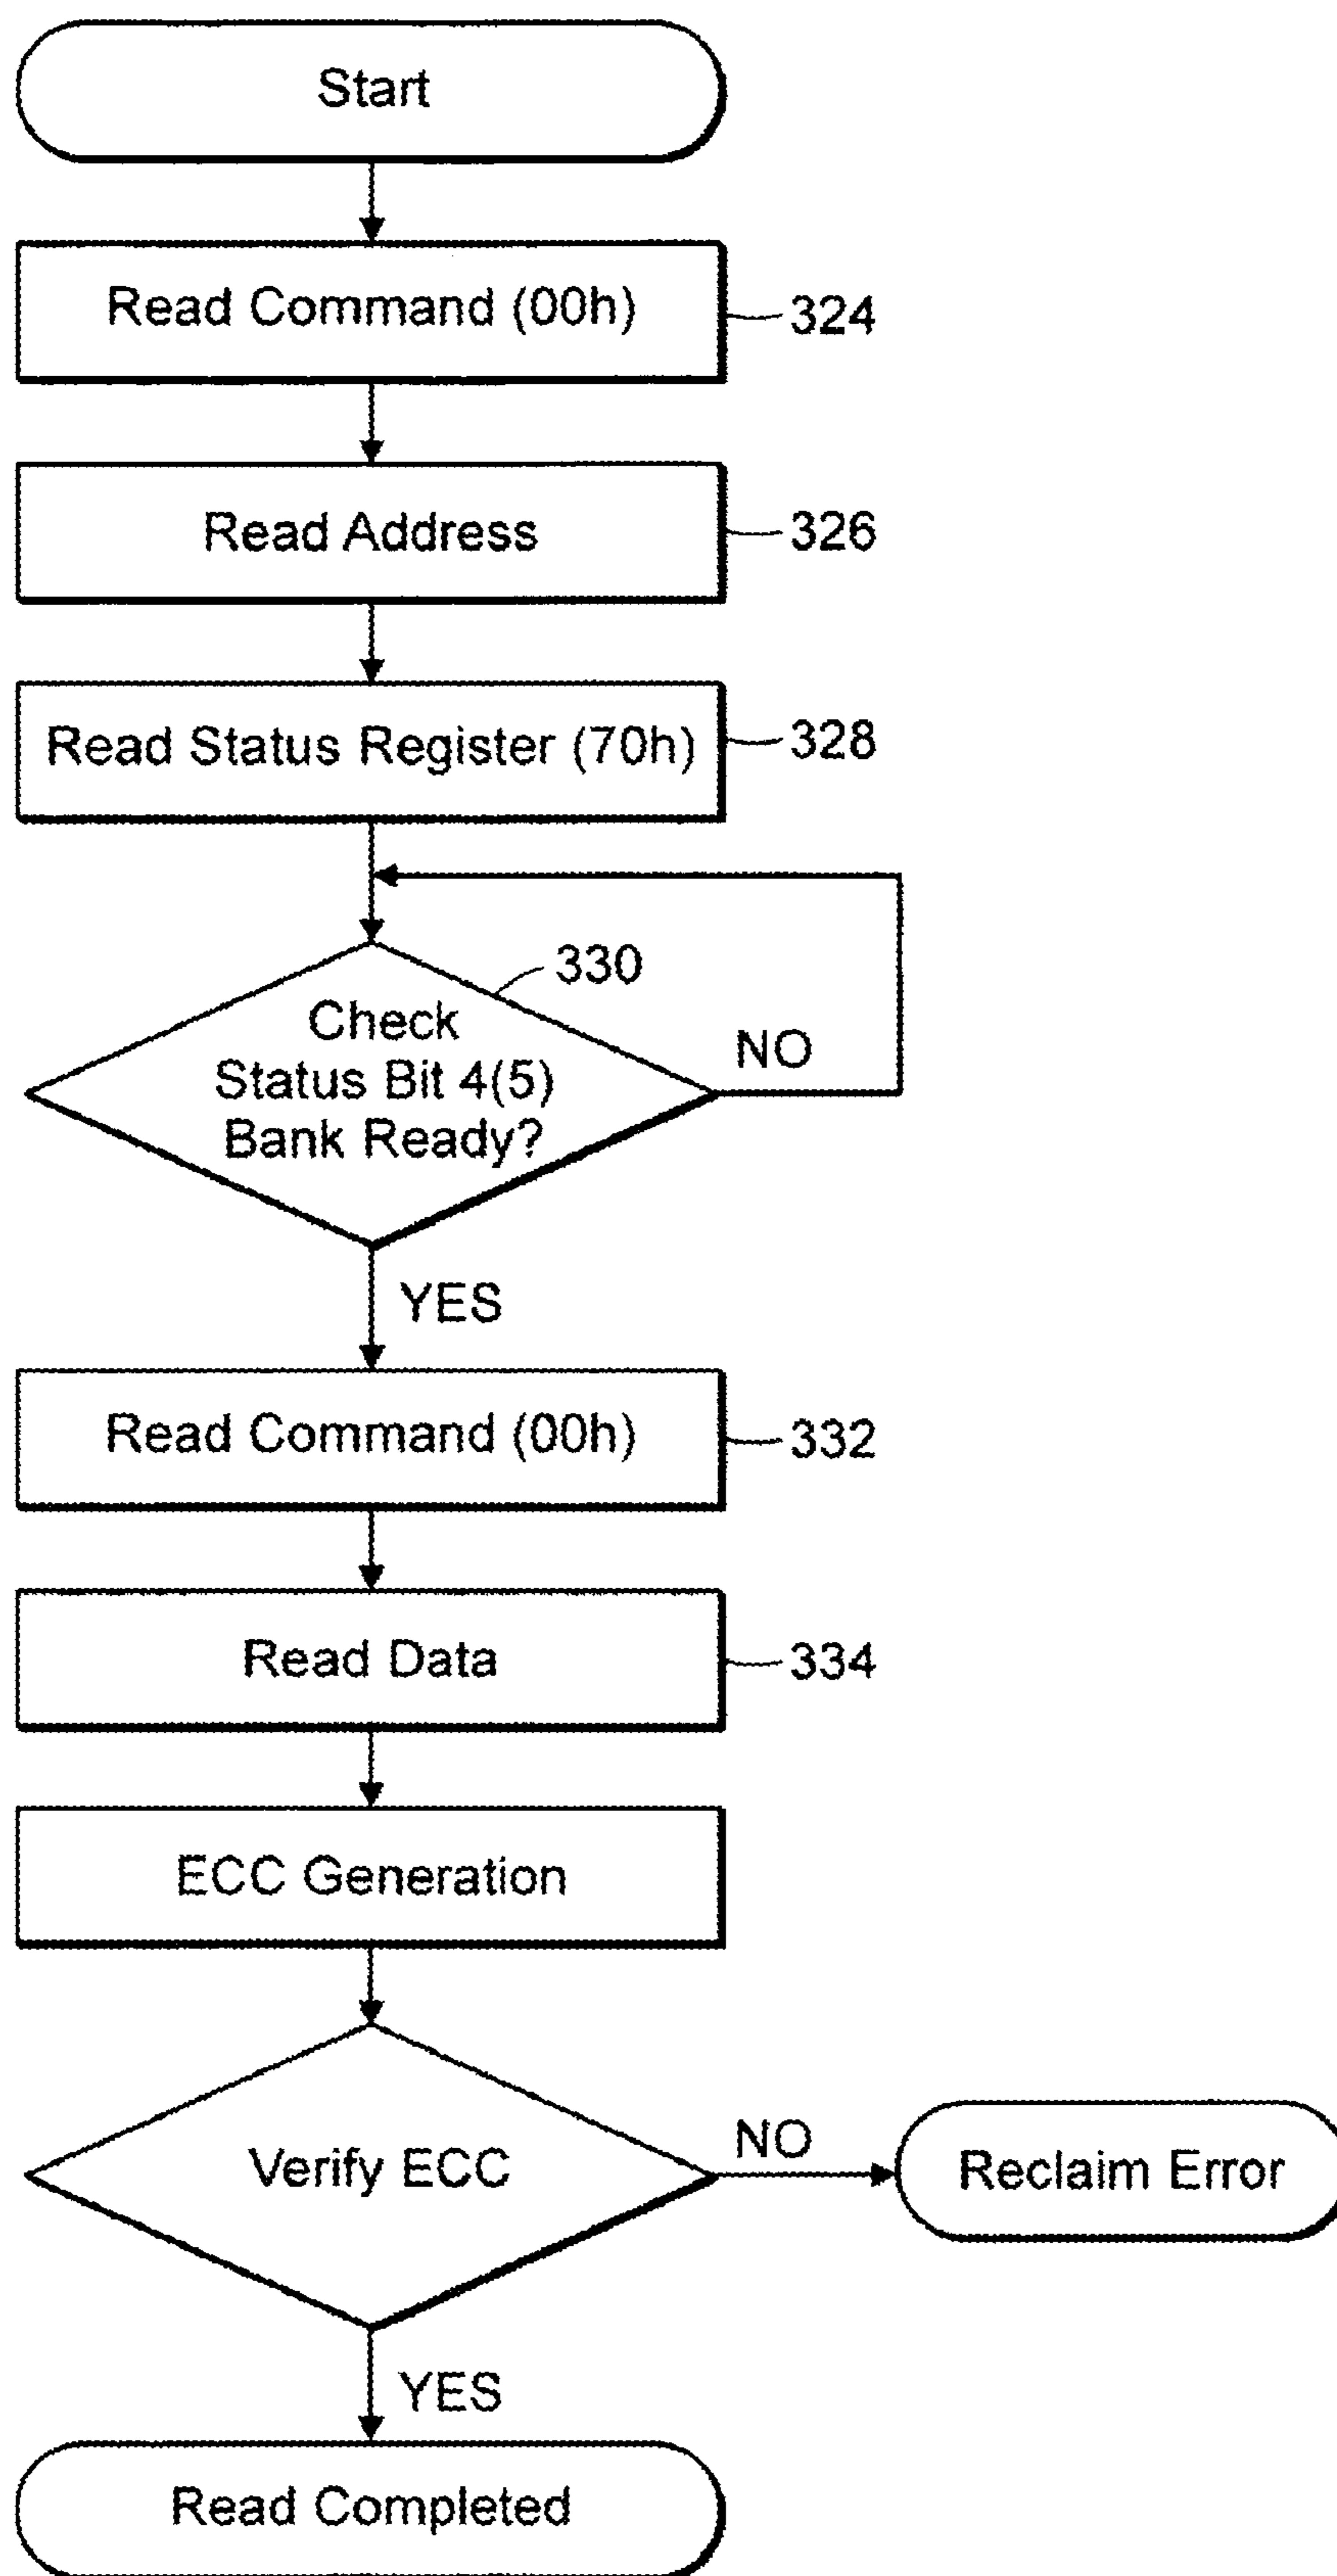 Start
Read Command (00h)
324
Read Address
326
Read Status Register (70h)
328
330
Check
Status Bit 4(5)
Bank Ready?
NO
YES
Read Command (00h)
332
Read Data
334
ECC Generation
Verify ECC
NO
Reclaim Error
YES
Read Completed